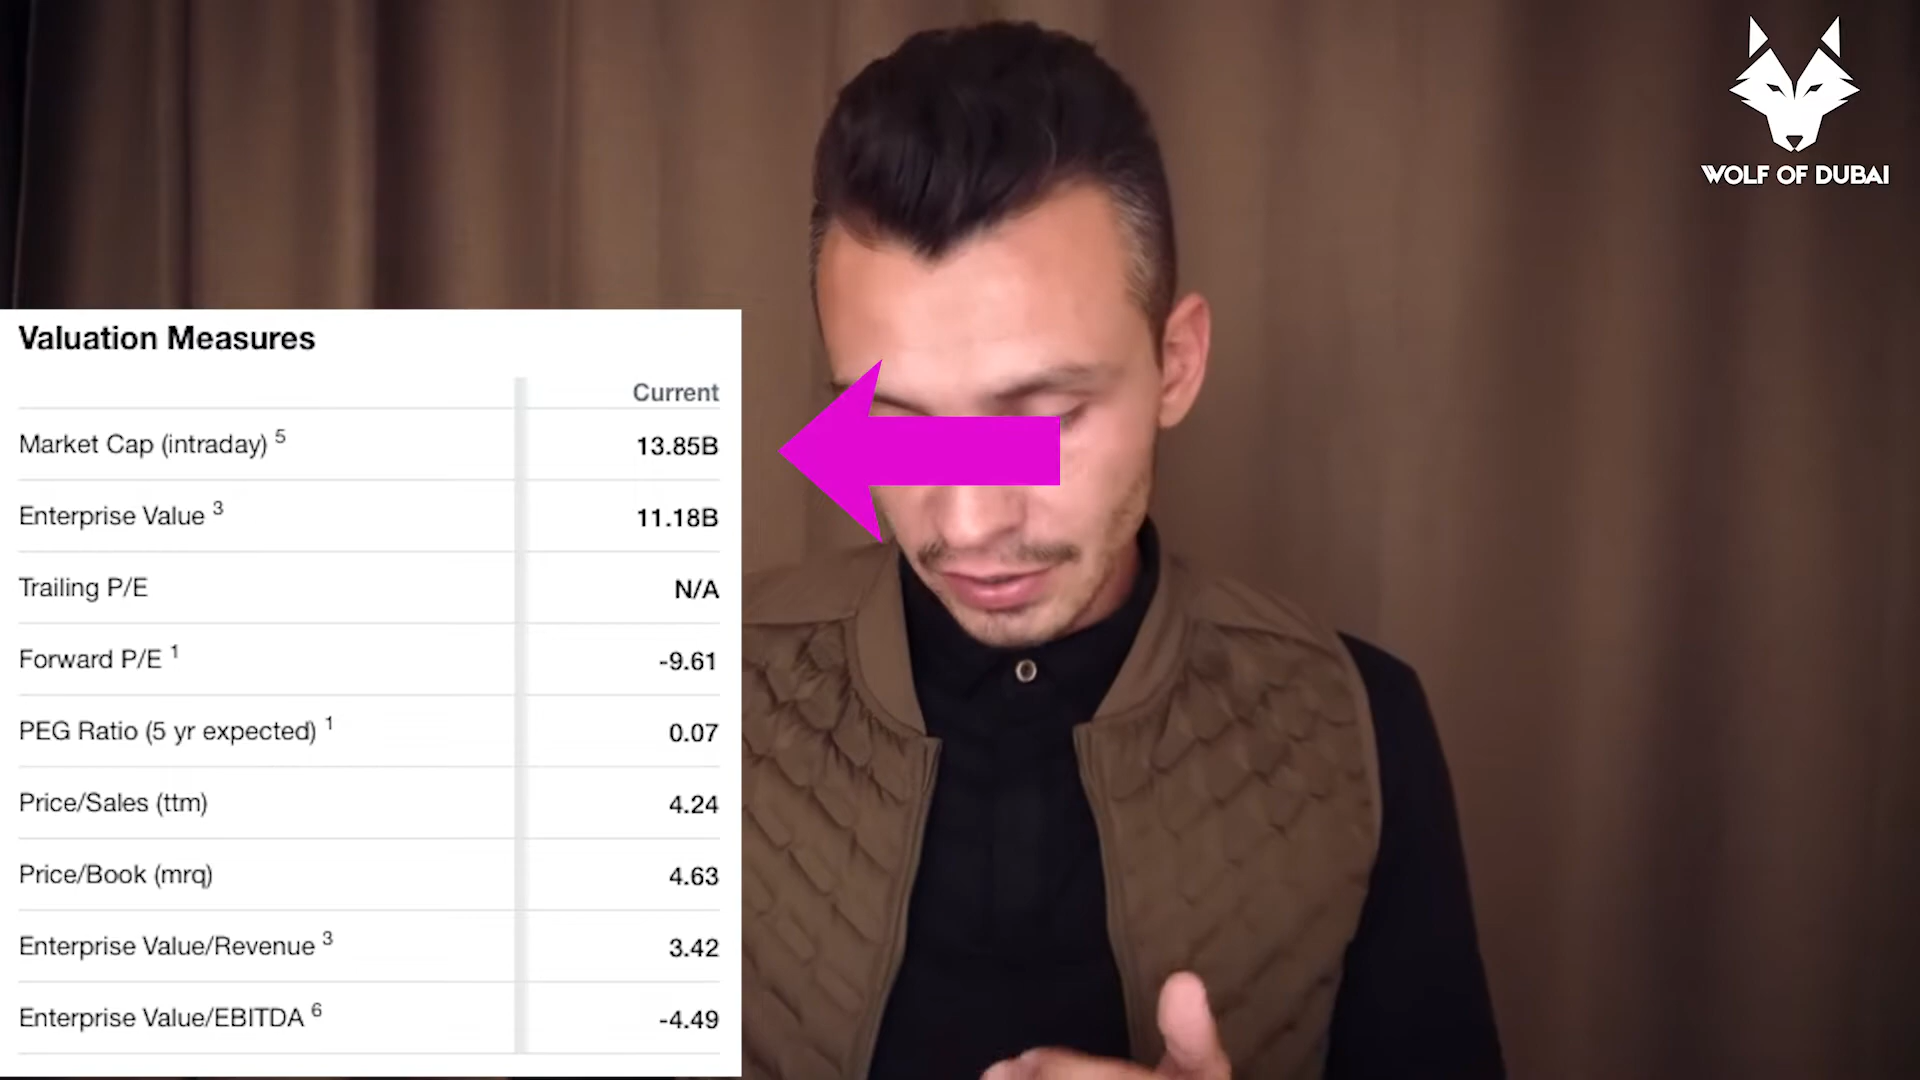 WOLF OF DUBAI
Valuation Measures
Current
Market Cap (intraday) 5 13.85B
Enterprise Value 3 11.18B
Trailing P/E N/A
Forward P/E 1 -9.61
PEG Ratio (5 yr expected) 1 0.07
Price/Sales (ttm) 4.24
Price/Book (mrq) 4.63
Enterprise Value/Revenue 3 3.42
Enterprise Value/EBITDA 6 -4.49